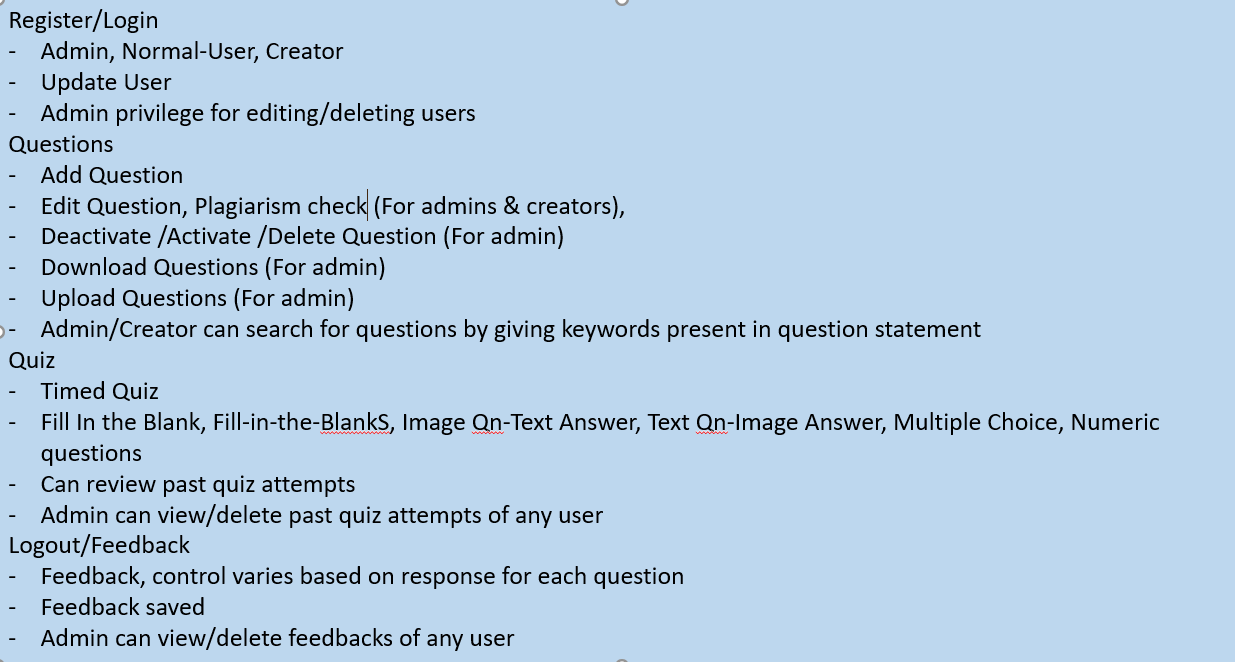 Register/Login
- Admin, Normal-User, Creator
- Update User
- Admin privilege for editing/deleting users
Questions
- Add Question
- Edit Question, Plagiarism check (For admins & creators),
- Deactivate /Activate /Delete Question (For admin)
- Download Questions (For admin)
- Upload Questions (For admin)
- Admin/Creator can search for questions by giving keywords present in question statement
Quiz
- Timed Quiz
- Fill In the Blank, Fill-in-the-BlankS, Image Qn-Text Answer, Text Qn-Image Answer, Multiple Choice, Numeric
questions
- Can review past quiz attempts
- Admin can view/delete past quiz attempts of any user
Logout/Feedback
- Feedback, control varies based on response for each question
- Feedback saved
- Admin can view/delete feedbacks of any user